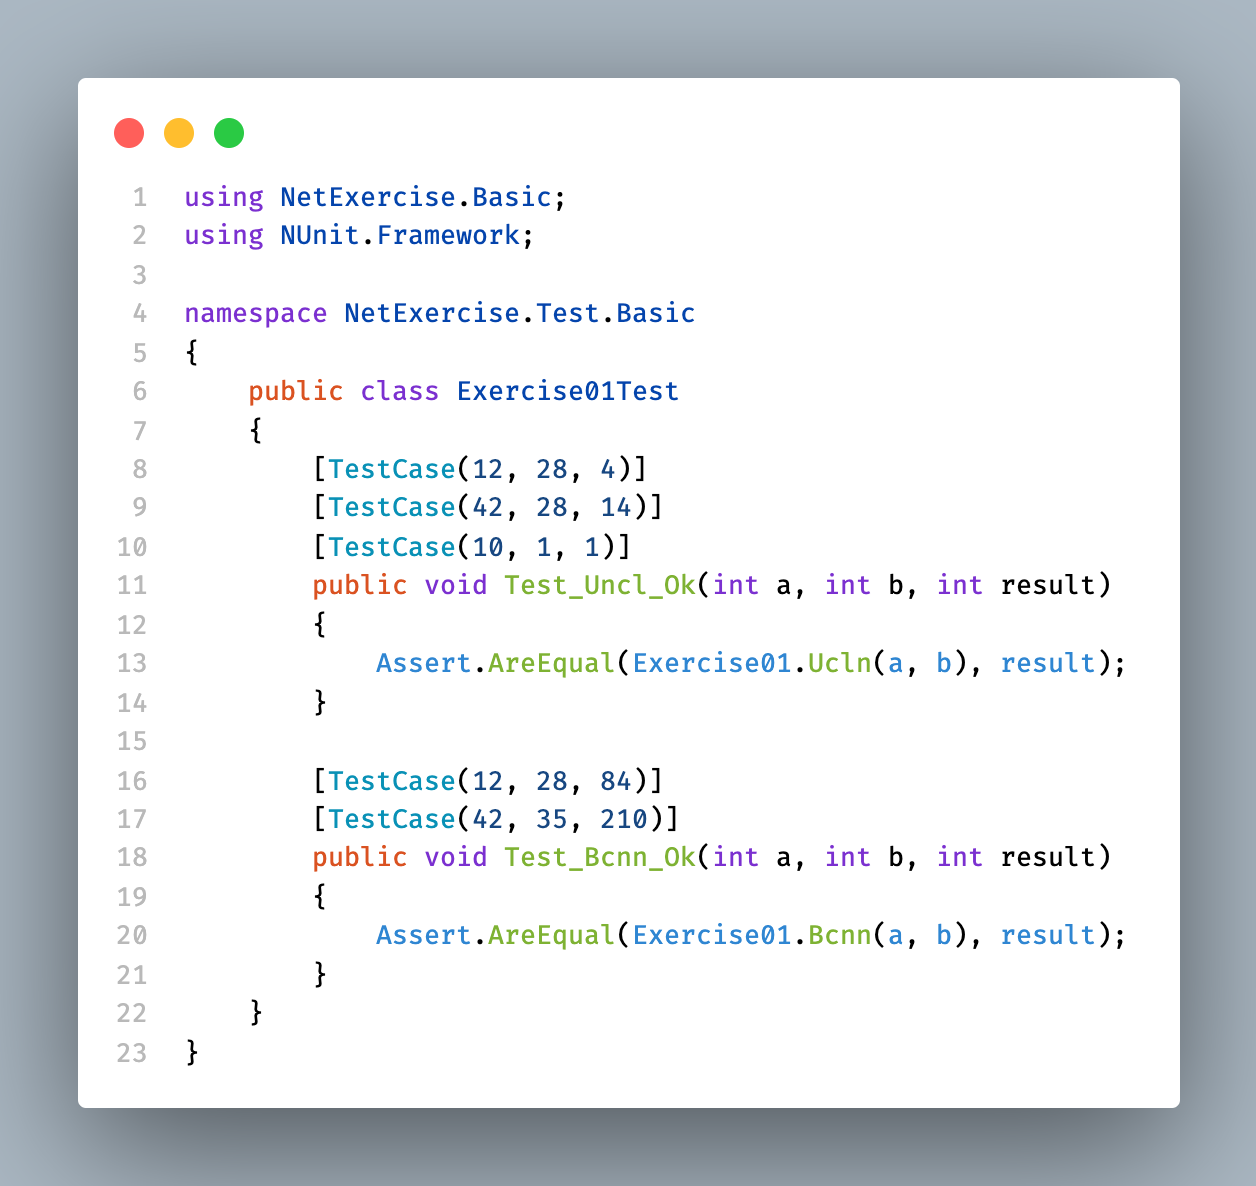 1 using NetExercise.Basic;
2 using NUnit.Framework;
3
4 namespace NetExercise.Test.Basic
5 {
6     public class Exercise01Test
7     {
8         [TestCase(12, 28, 4)]
9         [TestCase(42, 28, 14)]
10         [TestCase(10, 1, 1)]
11         public void Test_Uncl_Ok(int a, int b, int result)
12         {
13             Assert.AreEqual(Exercise01.Ucln(a, b), result);
14         }
15
16         [TestCase(12, 28, 84)]
17         [TestCase(42, 35, 210)]
18         public void Test_Bcnn_Ok(int a, int b, int result)
19         {
20             Assert.AreEqual(Exercise01.Bcnn(a, b), result);
21         }
22     }
23 }